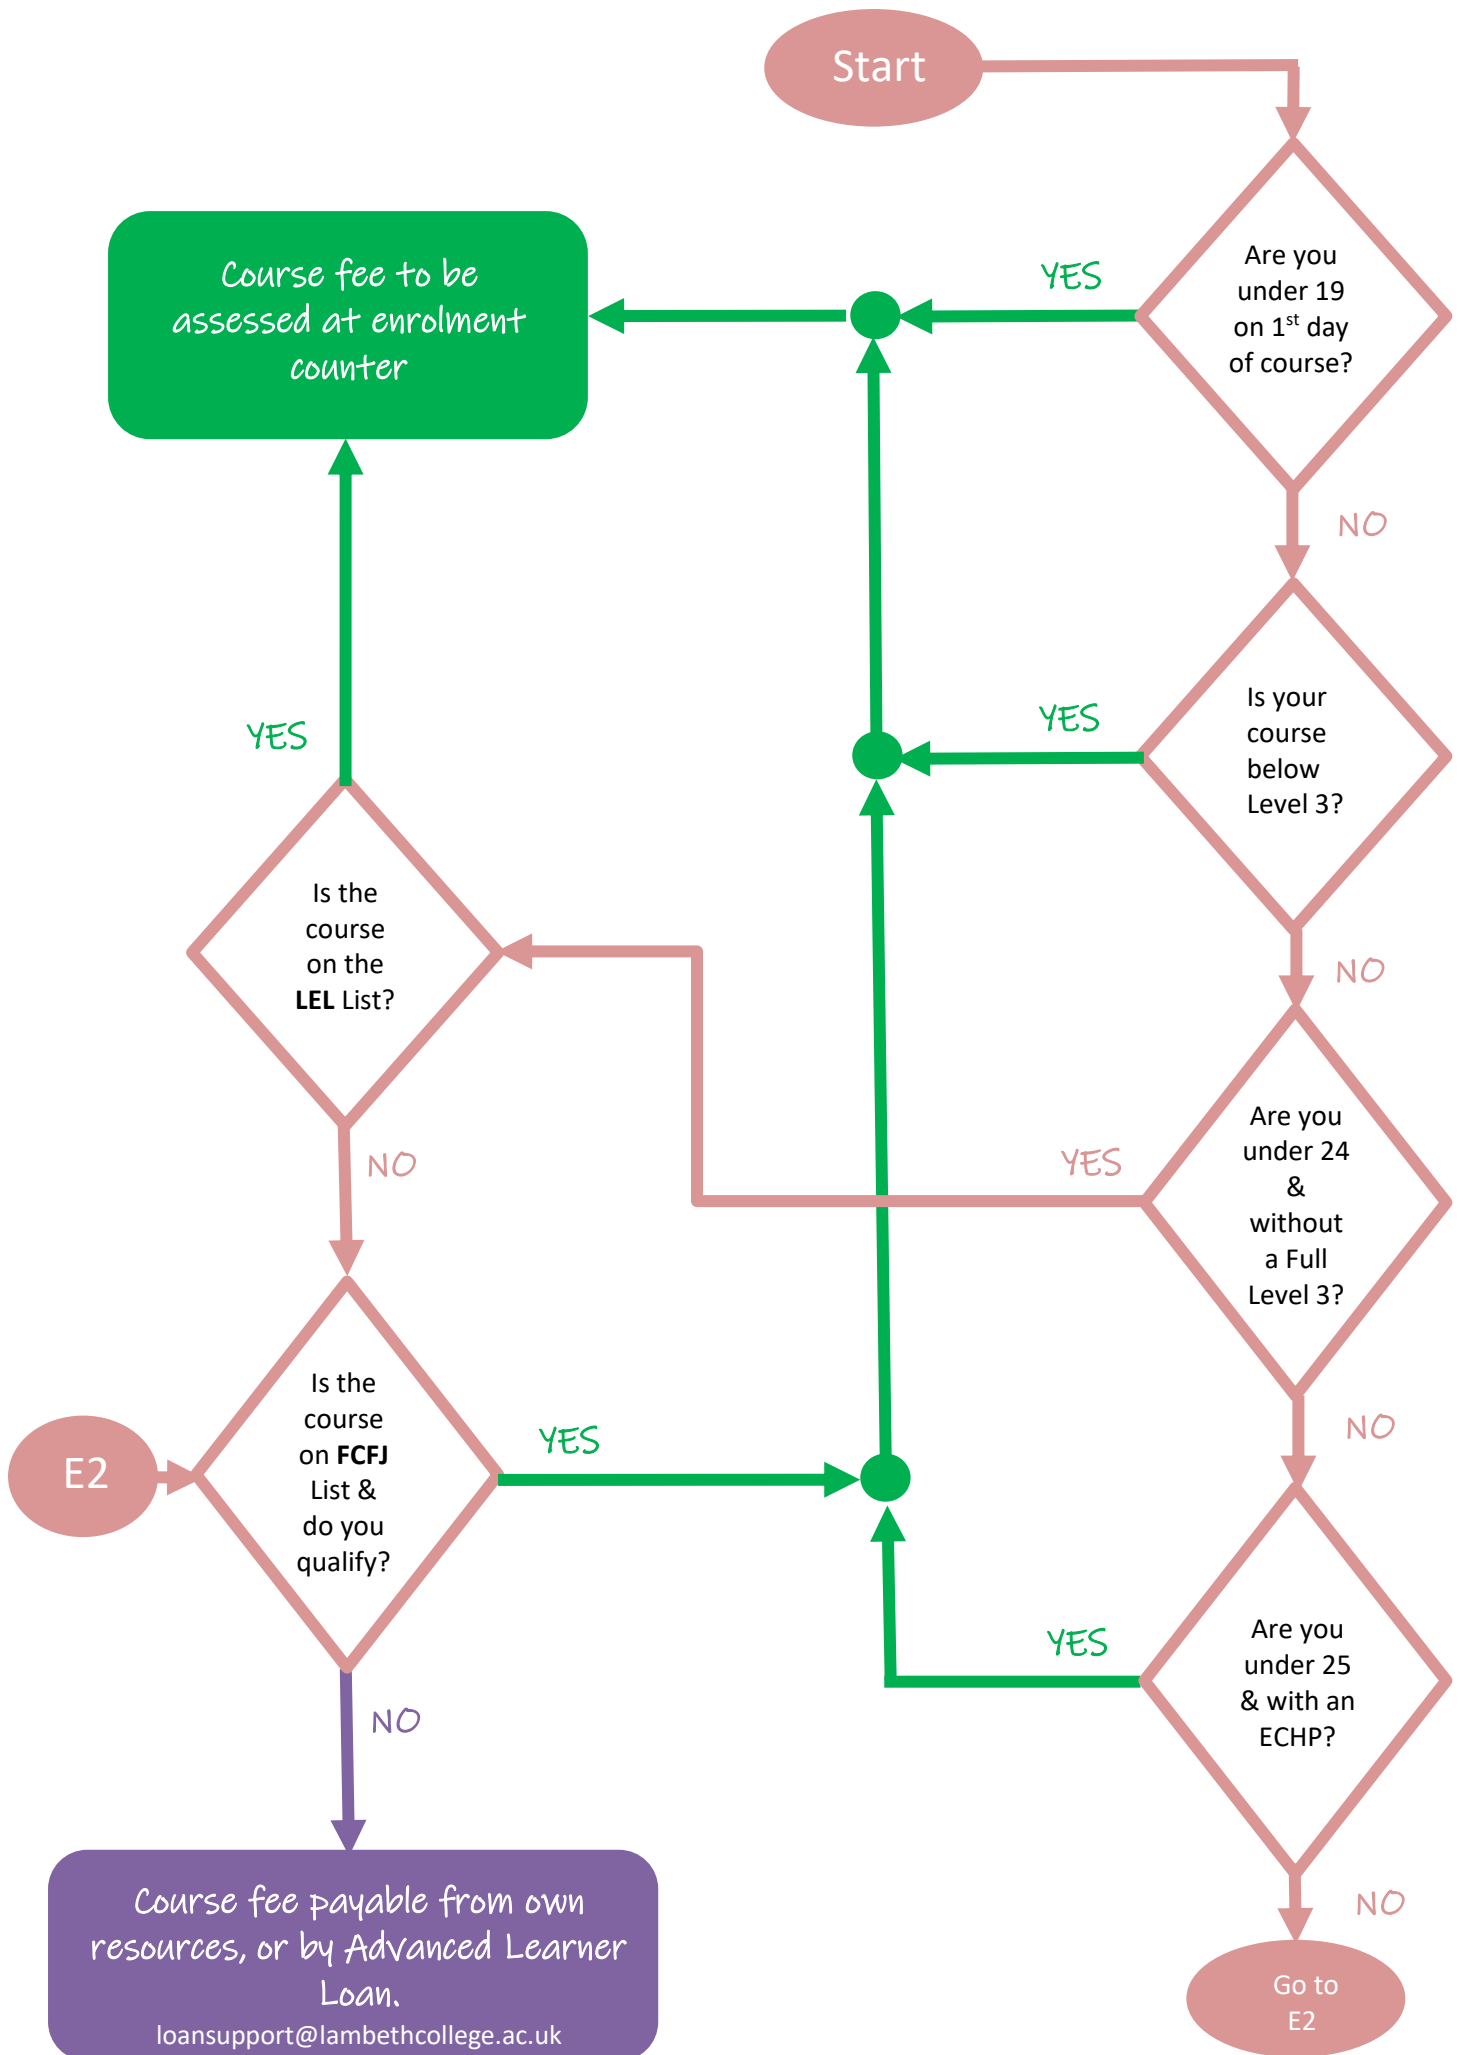 Start
Are you
under 19
on 1st day
of course?
YES
Course fee to be
assessed at enrolment
counter
NO
Is your
course
below
Level 3?
YES
YES
NO
Is the
course
on the
LEL List?
Are you
under 24
&
without
a Full
Level 3?
YES
NO
NO
Is the
course
on FCFJ
List &
do you
qualify?
E2
YES
Are you
under 25
& with an
ECHP?
YES
NO
NO
Course fee payable from own
resources, or by Advanced Learner
Loan.
loansupport@lambethcollege.ac.uk
Go to
E2